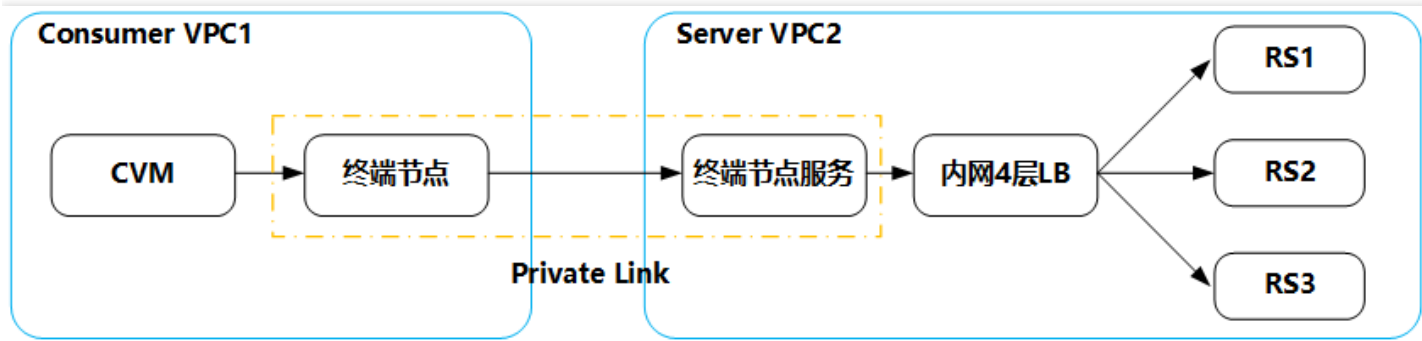 Consumer VPC1
Server VPC2
CVM
终端节点
终端节点服务
内网4层LB
RS1
RS2
RS3
Private Link